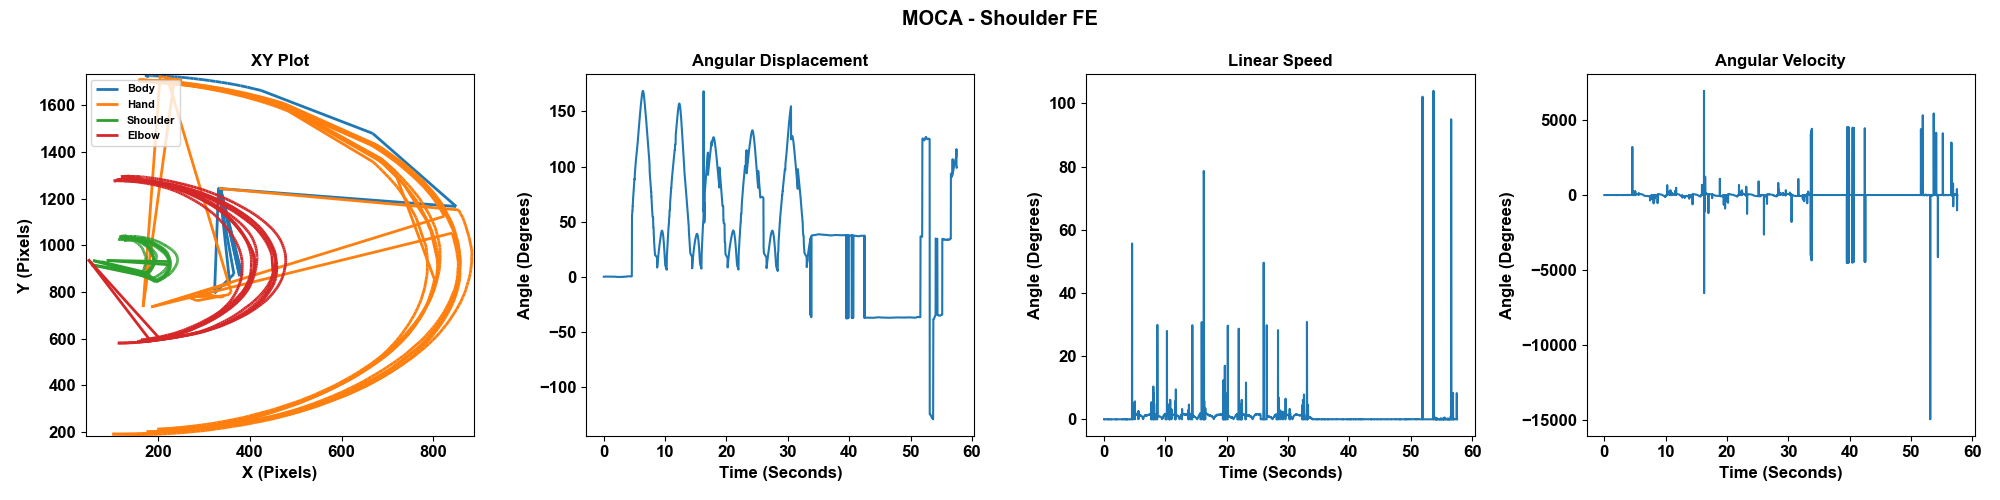 MOCA - Shoulder FE
XY Plot
Body
Hand
Shoulder
Elbow
1600
1400
1200
1000
800
600
400
200
200
400
600
800
Y (Pixels)
X (Pixels)
Angular Displacement
150
100
50
0
−50
−100
0
10
20
30
40
50
60
Angle (Degrees)
Time (Seconds)
Linear Speed
100
80
60
40
20
0
0
10
20
30
40
50
60
Angle (Degrees)
Time (Seconds)
Angular Velocity
5000
0
−5000
−10000
−15000
0
10
20
30
40
50
60
Angle (Degrees)
Time (Seconds)